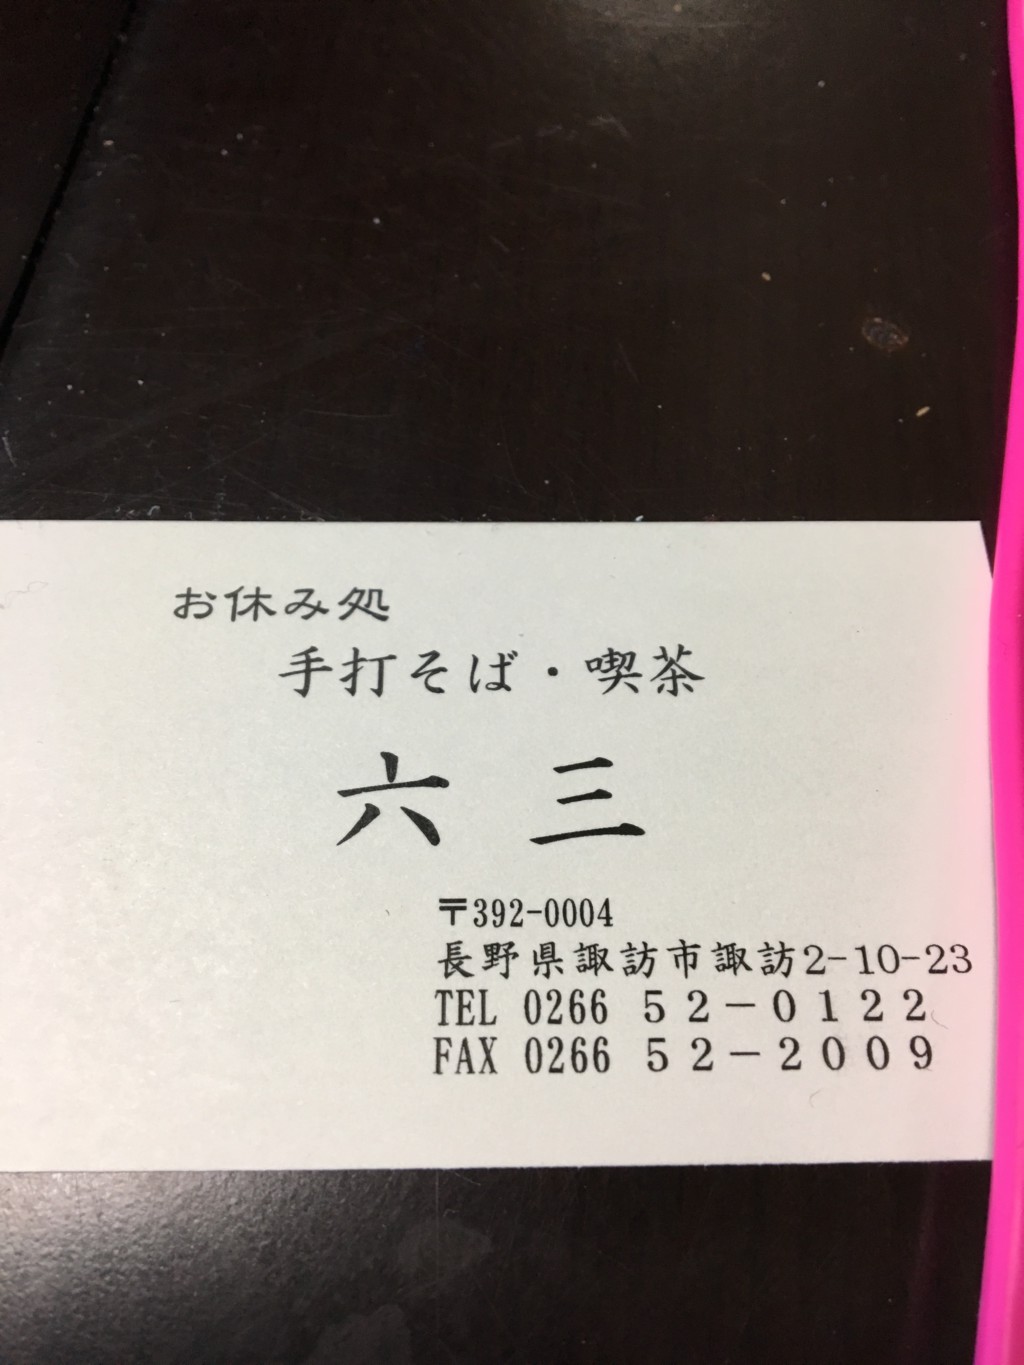 お休み処
手打そば・喫茶
六 三
〒392-0004
長野県諏訪市諏訪2-10-23
TEL 0266 52-0122
FAX 0266 52-2009